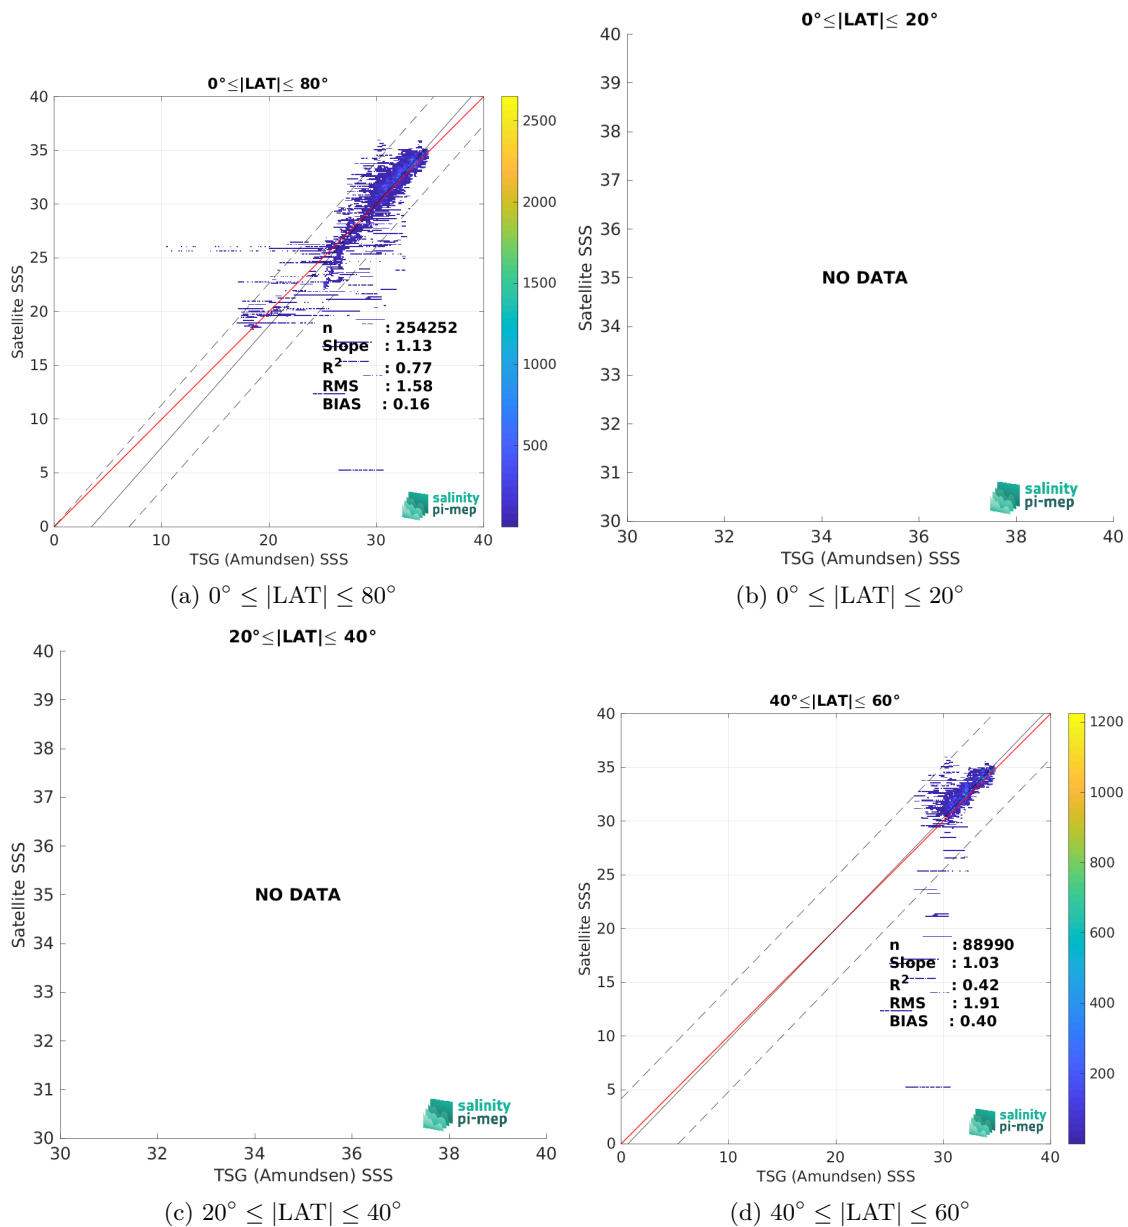 0°≤|LAT|≤ 80°
40
35
30
25
20
15
10
5
0
Satellite SSS
2500
2000
1500
1000
500
n : 254252
Slope : 1.13
R² : 0.77
RMS : 1.58
BIAS : 0.16
salinity
pi-mep
0 10 20 30 40
TSG (Amundsen) SSS
(a) 0° ≤ |LAT| ≤ 80°
0°≤|LAT|≤ 20°
40
39
38
37
36
35
34
33
32
31
30
Satellite SSS
NO DATA
salinity
pi-mep
30 32 34 36 38 40
TSG (Amundsen) SSS
(b) 0° ≤ |LAT| ≤ 20°
20°≤|LAT|≤ 40°
40
39
38
37
36
35
34
33
32
31
30
Satellite SSS
NO DATA
salinity
pi-mep
30 32 34 36 38 40
TSG (Amundsen) SSS
(c) 20° ≤ |LAT| ≤ 40°
40°≤|LAT|≤ 60°
40
35
30
25
20
15
10
5
0
Satellite SSS
1200
1000
800
600
400
200
n : 88990
Slope : 1.03
R² : 0.42
RMS : 1.91
BIAS : 0.40
salinity
pi-mep
0 10 20 30 40
TSG (Amundsen) SSS
(d) 40° ≤ |LAT| ≤ 60°